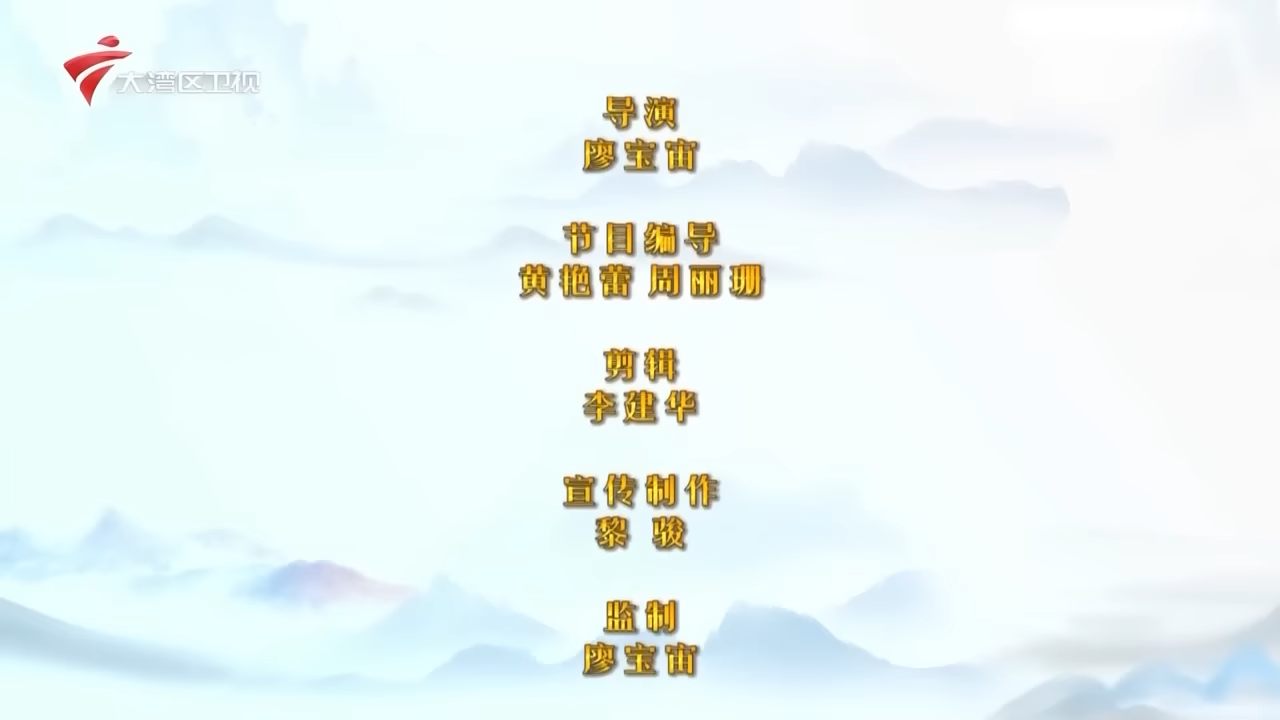 大湾区卫视
导演
廖宝宙
节目编导
黄艳蕾 周丽珊
剪辑
李建华
宣传制作
黎 骏
监制
廖宝宙